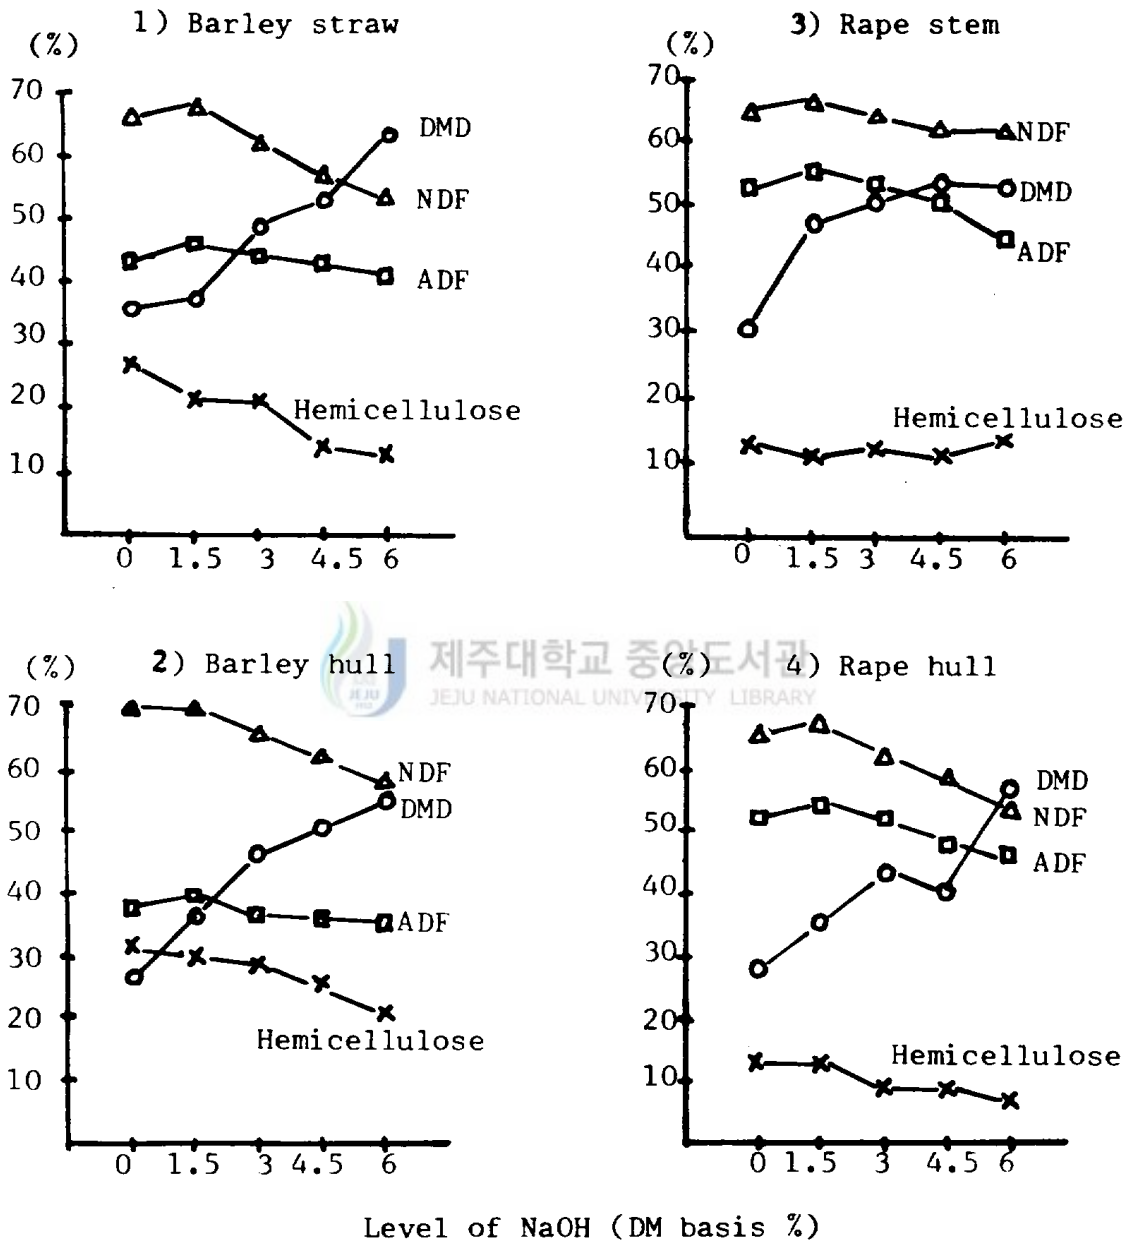 1) Barley straw
(%)
70
60
50
40
30
20
10
0 1.5 3 4.5 6
DMD
NDF
ADF
Hemicellulose
3) Rape stem
(%)
70
60
50
40
30
20
10
0 1.5 3 4.5 6
NDF
DMD
ADF
Hemicellulose
제주대학교 중앙도서관
JEJU NATIONAL UNIVERSITY LIBRARY
JEJU
2) Barley hull
(%)
70
60
50
40
30
20
10
0 1.5 3 4.5 6
NDF
DMD
ADF
Hemicellulose
4) Rape hull
(%)
70
60
50
40
30
20
10
0 1.5 3 4.5 6
DMD
NDF
ADF
Hemicellulose
Level of NaOH (DM basis %)